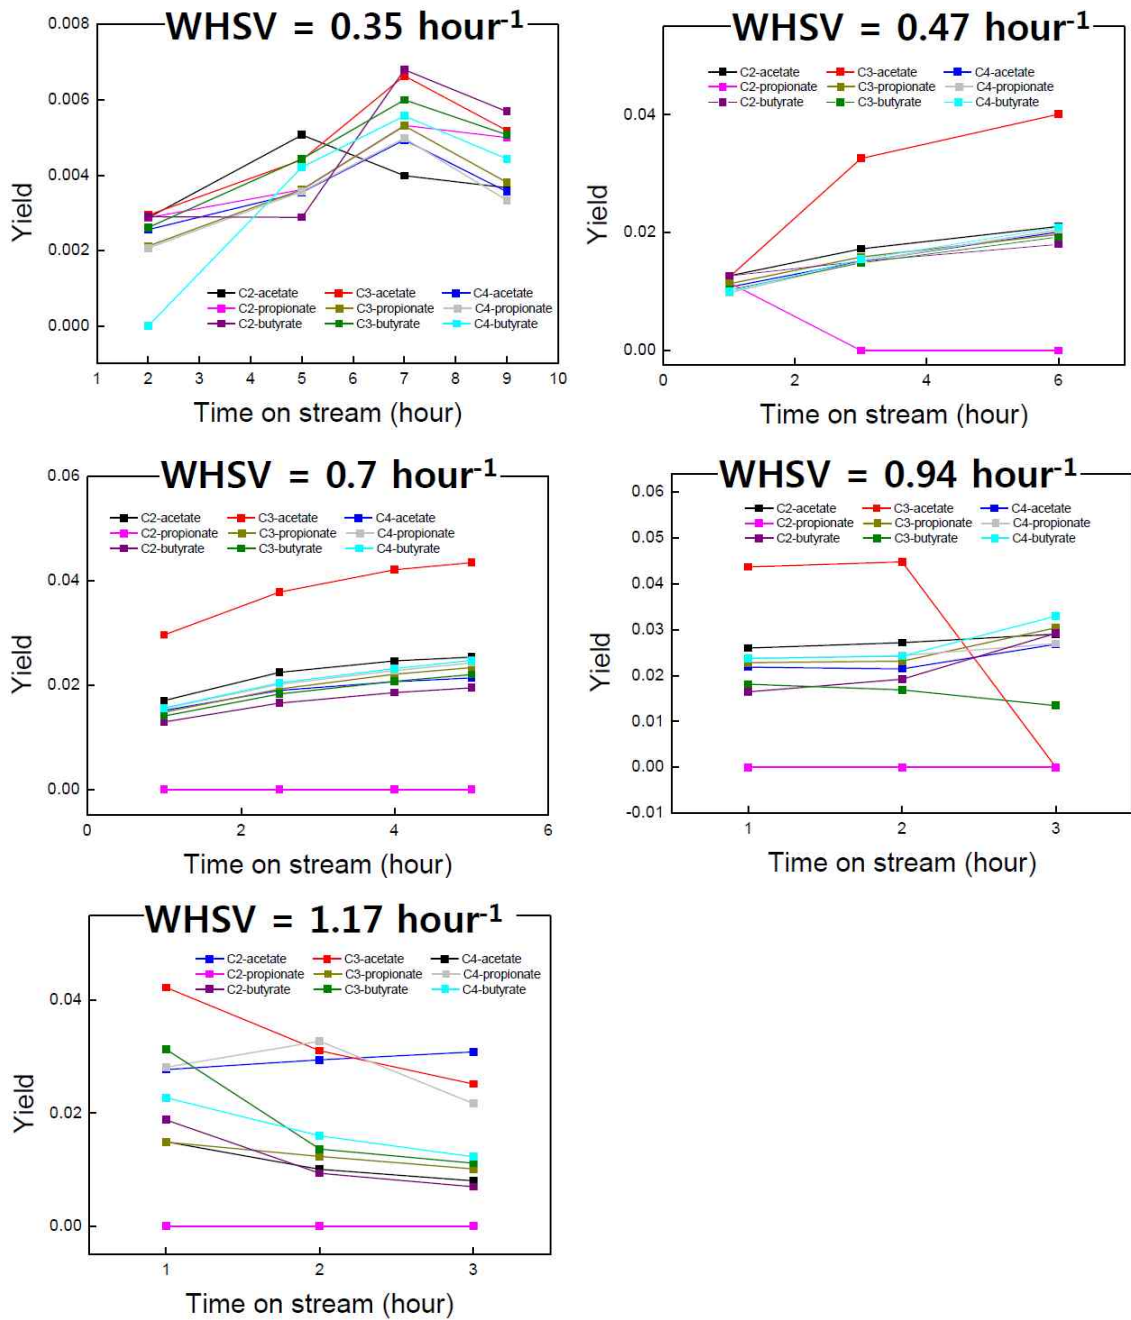 WHSV = 0.35 hour⁻¹
0.008
0.006
0.004
0.002
0.000
Yield
C2-acetate C3-acetate C4-acetate
C2-propionate C3-propionate C4-propionate
C2-butyrate C3-butyrate C4-butyrate
1 2 3 4 5 6 7 8 9 10
Time on stream (hour)
WHSV = 0.47 hour⁻¹
C2-acetate C3-acetate C4-acetate
C2-propionate C3-propionate C4-propionate
C2-butyrate C3-butyrate C4-butyrate
0.04
0.02
0.00
Yield
0 2 4 6
Time on stream (hour)
WHSV = 0.7 hour⁻¹
0.06
C2-acetate C3-acetate C4-acetate
C2-propionate C3-propionate C4-propionate
C2-butyrate C3-butyrate C4-butyrate
0.04
0.02
0.00
Yield
0 2 4 6
Time on stream (hour)
WHSV = 0.94 hour⁻¹
0.06
C2-acetate C3-acetate C4-acetate
C2-propionate C3-propionate C4-propionate
C2-butyrate C3-butyrate C4-butyrate
0.05
0.04
0.03
0.02
0.01
0.00
-0.01
Yield
1 2 3
Time on stream (hour)
WHSV = 1.17 hour⁻¹
C2-acetate C3-acetate C4-acetate
C2-propionate C3-propionate C4-propionate
C2-butyrate C3-butyrate C4-butyrate
0.04
0.02
0.00
Yield
1 2 3
Time on stream (hour)